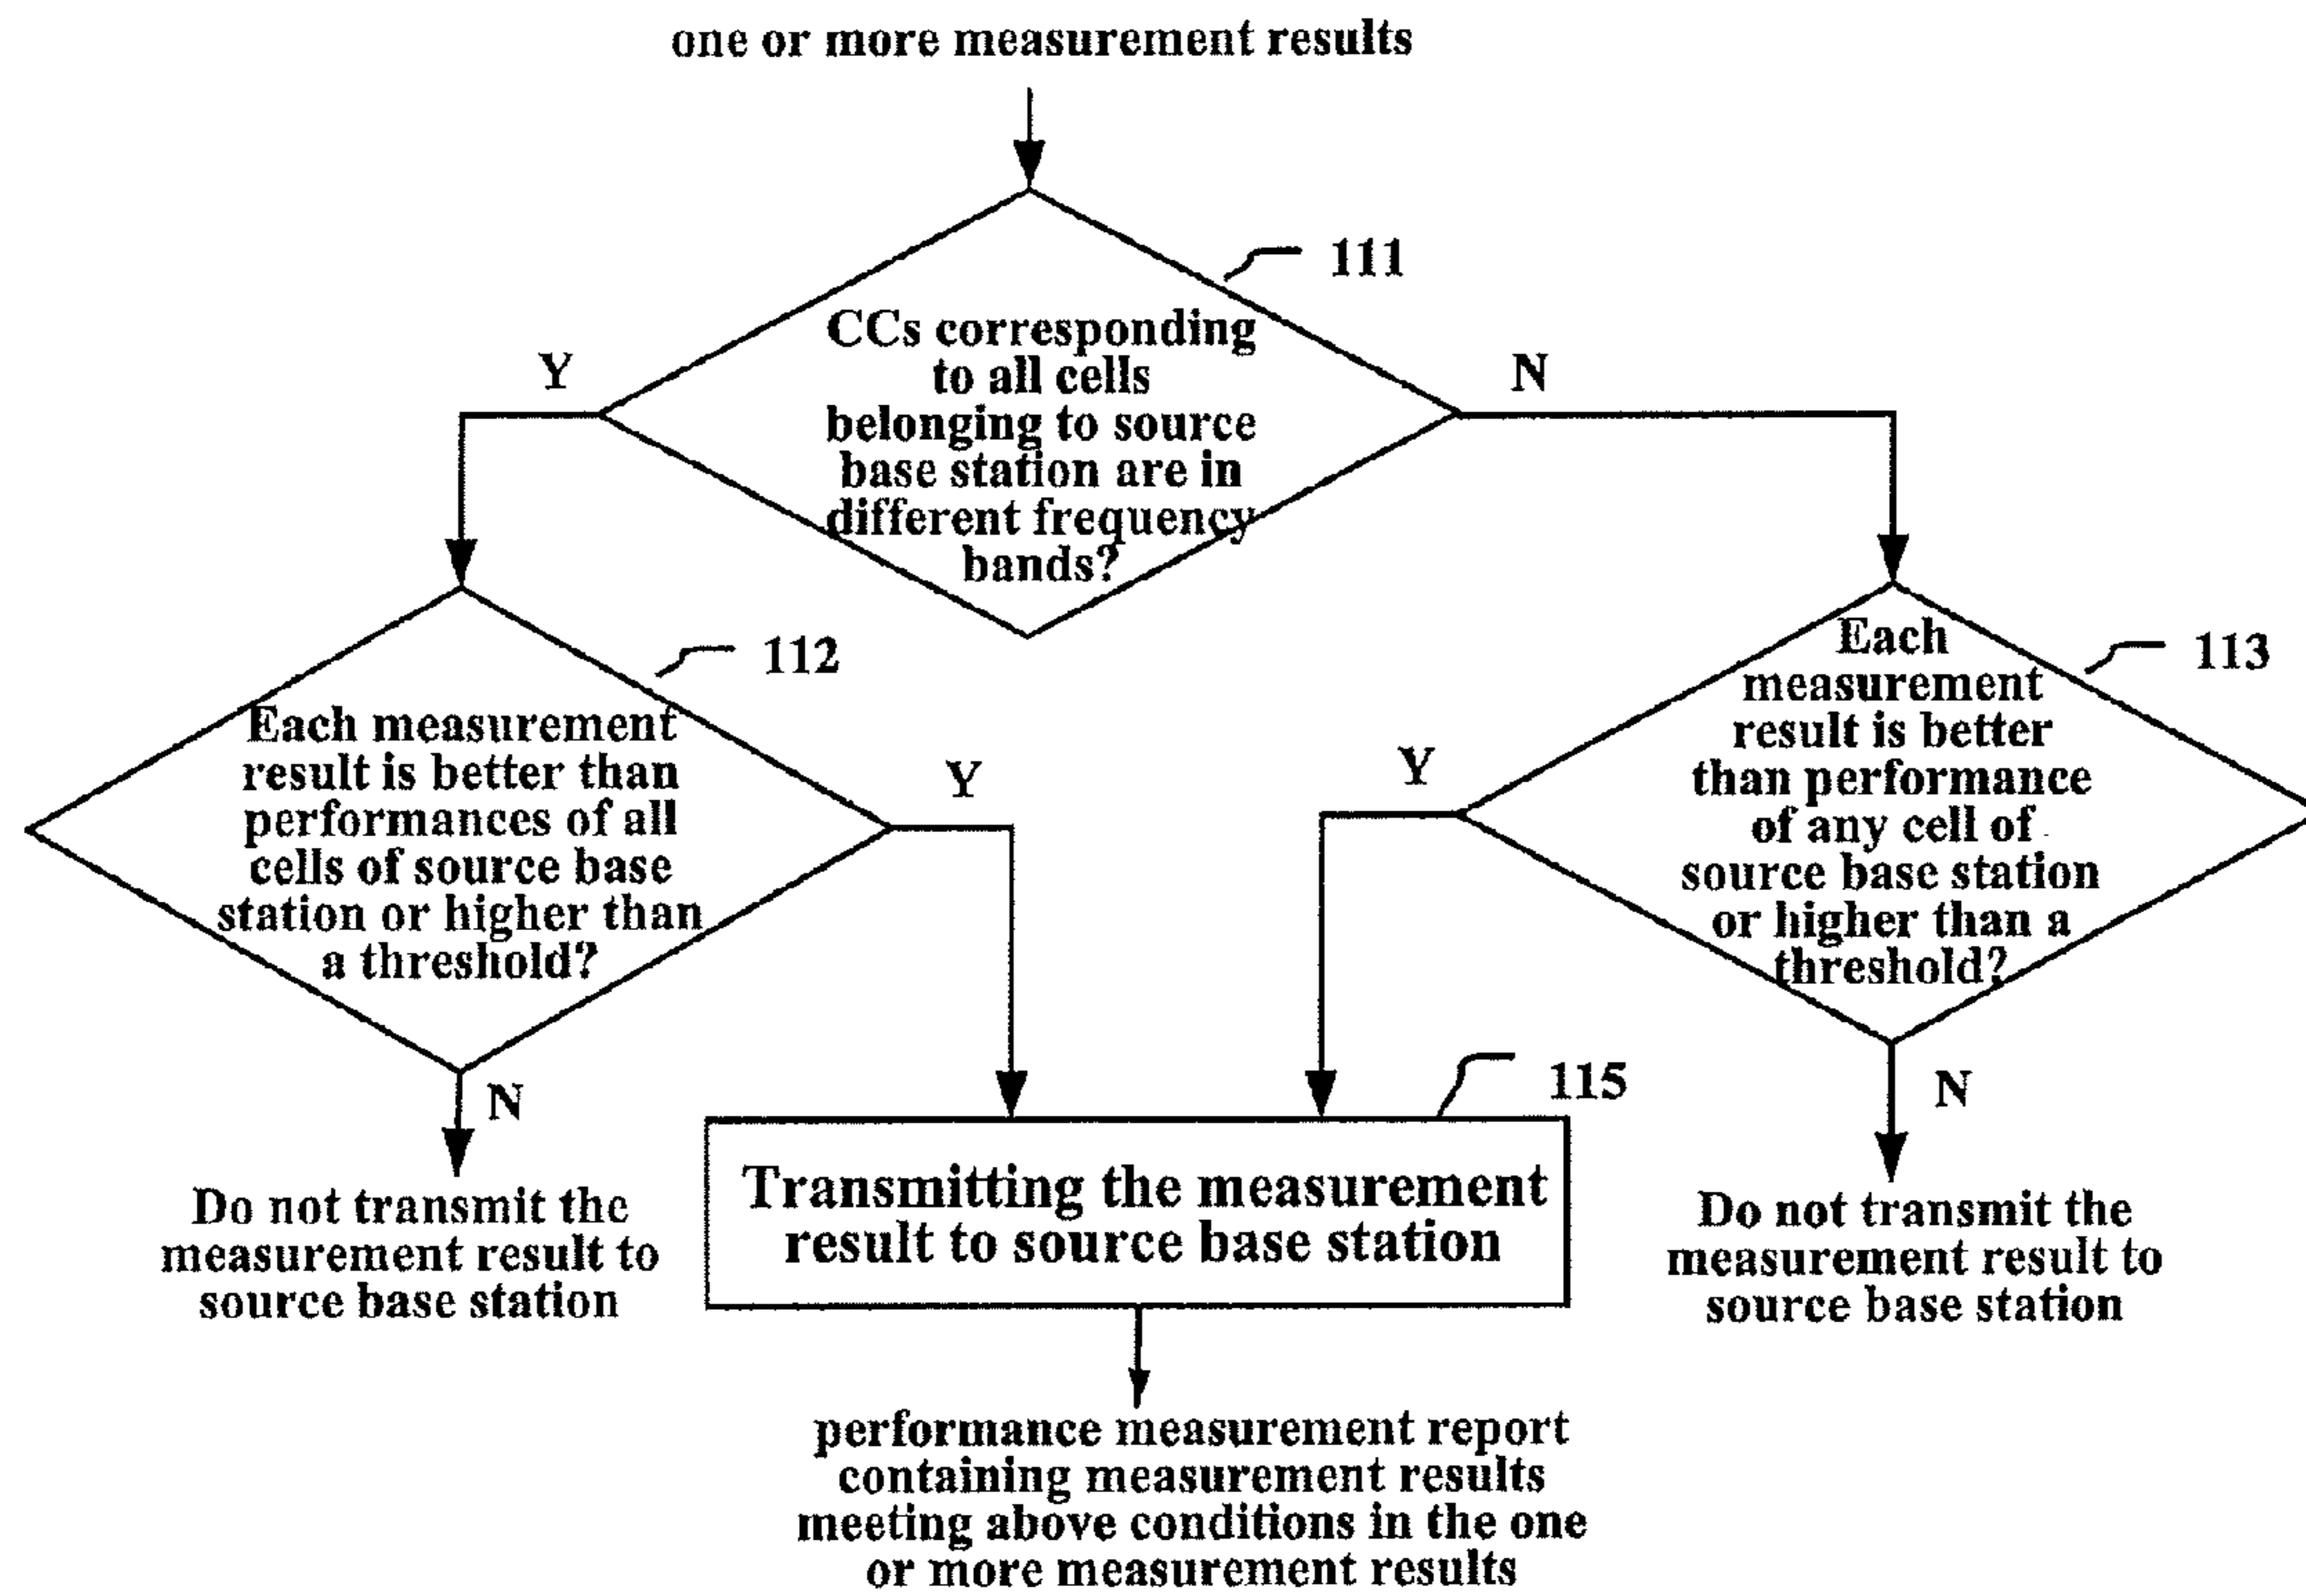 one or more measurement results
111
CCs corresponding
to all cells
belonging to source
base station are in
different frequency
bands?
Y
N
112
Each measurement
result is better than
performances of all
cells of source base
station or higher than
a threshold?
Y
N
113
Each
measurement
result is better
than performance
of any cell of
source base station
or higher than a
threshold?
Y
N
Do not transmit the
measurement result to
source base station
115
Transmitting the measurement
result to source base station
Do not transmit the
measurement result to
source base station
performance measurement report
containing measurement results
meeting above conditions in the one
or more measurement results